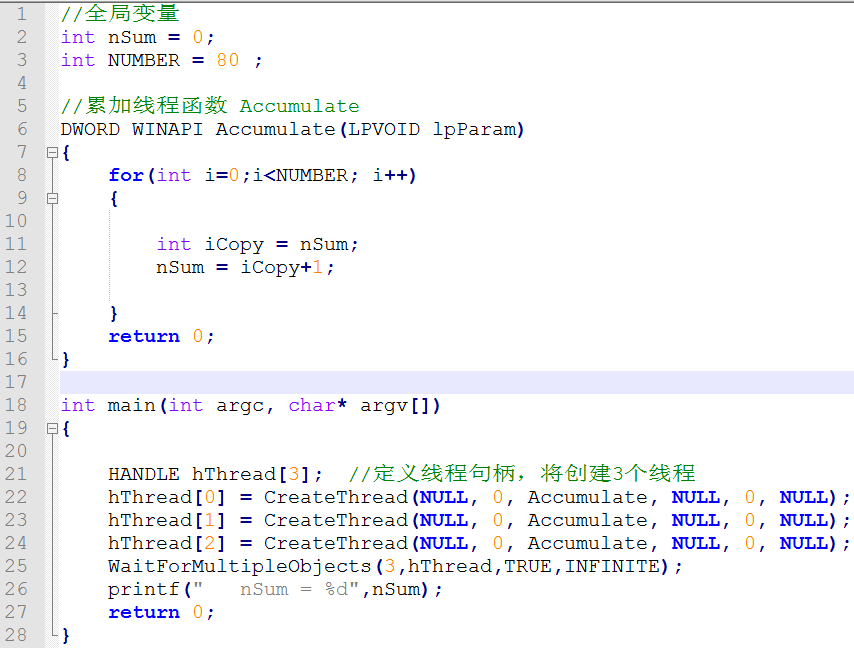 1 //全局变量
2 int nSum = 0;
3 int NUMBER = 80 ;
4
5 //累加线程函数 Accumulate
6 DWORD WINAPI Accumulate(LPVOID lpParam)
7 {
8     for(int i=0;i<NUMBER; i++)
9     {
10
11         int iCopy = nSum;
12         nSum = iCopy+1;
13
14     }
15     return 0;
16 }
17
18 int main(int argc, char* argv[])
19 {
20
21     HANDLE hThread[3];  //定义线程句柄，将创建3个线程
22     hThread[0] = CreateThread(NULL, 0, Accumulate, NULL, 0, NULL);
23     hThread[1] = CreateThread(NULL, 0, Accumulate, NULL, 0, NULL);
24     hThread[2] = CreateThread(NULL, 0, Accumulate, NULL, 0, NULL);
25     WaitForMultipleObjects(3,hThread,TRUE,INFINITE);
26     printf("   nSum = %d",nSum);
27     return 0;
28 }